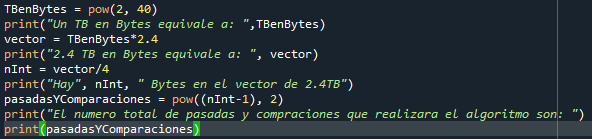 TBenBytes = pow(2, 40)
print("Un TB en Bytes equivale a: ",TBenBytes)
vector = TBenBytes*2.4
print("2.4 TB en Bytes equivale a: ", vector)
nInt = vector/4
print("Hay", nInt, " Bytes en el vector de 2.4TB")
pasadasYComparaciones = pow((nInt-1), 2)
print("El numero total de pasadas y compraciones que realizara el algoritmo son: ")
print(pasadasYComparaciones)